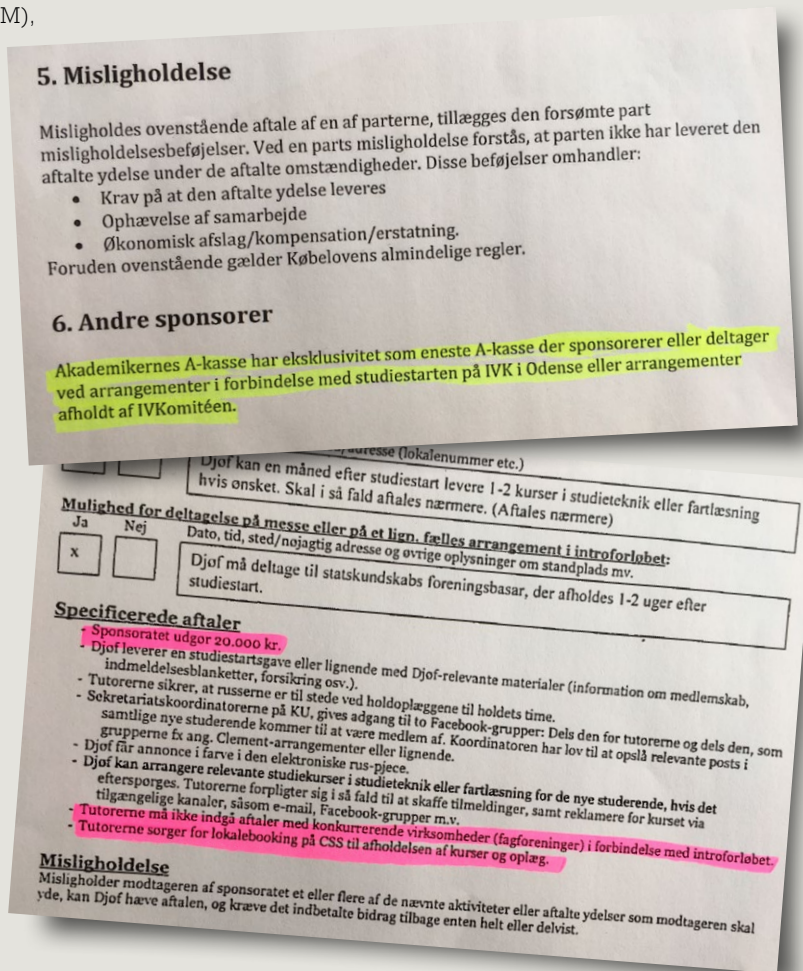 M),
5. Misligholdelse
Misligholdes ovenstående aftale af en af parterne, tillægges den forsømte part
misligholdelsesbeføjelser. Ved en parts misligholdelse forstås, at parten ikke har leveret den
aftalte ydelse under de aftalte omstændigheder. Disse beføjelser omhandler:
• Krav på at den aftalte ydelse leveres
• Ophævelse af samarbejde
• Økonomisk afslag/kompensation/erstatning.
Foruden ovenstående gælder Købelovens almindelige regler.
6. Andre sponsorer
Akademikernes A-kasse har eksklusivitet som eneste A-kasse der sponsorerer eller deltager
ved arrangementer i forbindelse med studiestarten på IVK i Odense eller arrangementer
afholdt af IVKomitéen.
(lokalenummer etc.)
Djøf kan en måned efter studiestart levere 1-2 kurser i studieteknik eller fartlæsning
hvis ønsket. Skal i så fald aftales nærmere. (Aftales nærmere)
Mulighed for deltagelse på messe eller på et lign. fælles arrangement i introforløbet:
Ja Nej Dato, tid, sted/nøjagtig adresse og øvrige oplysninger om standplads mv.
x
Djøf må deltage til statskundskabs foreningsbasar, der afholdes 1-2 uger efter
studiestart.
Specificerede aftaler
- Sponsoratet udgør 20.000 kr.
- Djøf leverer en studiestartsgave eller lignende med Djøf-relevante materialer (information om medlemskab,
indmeldelsesblanketter, forsikring osv.).
- Tutorerne sikrer, at russerne er til stede ved holdoplæggene til holdets time.
- Sekretariatskoordinatorerne på KU, gives adgang til to Facebook-grupper: Dels den for tutorerne og dels den, som
samtlige nye studerende kommer til at være medlem af. Koordinatoren har lov til at opslå relevante posts i
grupperne fx ang. Clement-arrangementer eller lignende.
- Djøf får annonce i farve i den elektroniske rus-pjece.
- Djøf kan arrangere relevante studiekurser i studieteknik eller fartlæsning for de nye studerende, hvis det
efterspørges. Tutorerne forpligter sig i så fald til at skaffe tilmeldinger, samt reklamere for kurset via
tilgængelige kanaler, såsom e-mail, Facebook-grupper m.v.
- Tutorerne må ikke indgå aftaler med konkurrerende virksomheder (fagforeninger) i forbindelse med introforløbet.
- Tutorerne sørger for lokalebooking på CSS til afholdelsen af kurser og oplæg.
Misligholdelse
Misligholder modtageren af sponsoratet et eller flere af de nævnte aktiviteter eller aftalte ydelser som modtageren skal
yde, kan Djøf hæve aftalen, og kræve det indbetalte bidrag tilbage enten helt eller delvist.